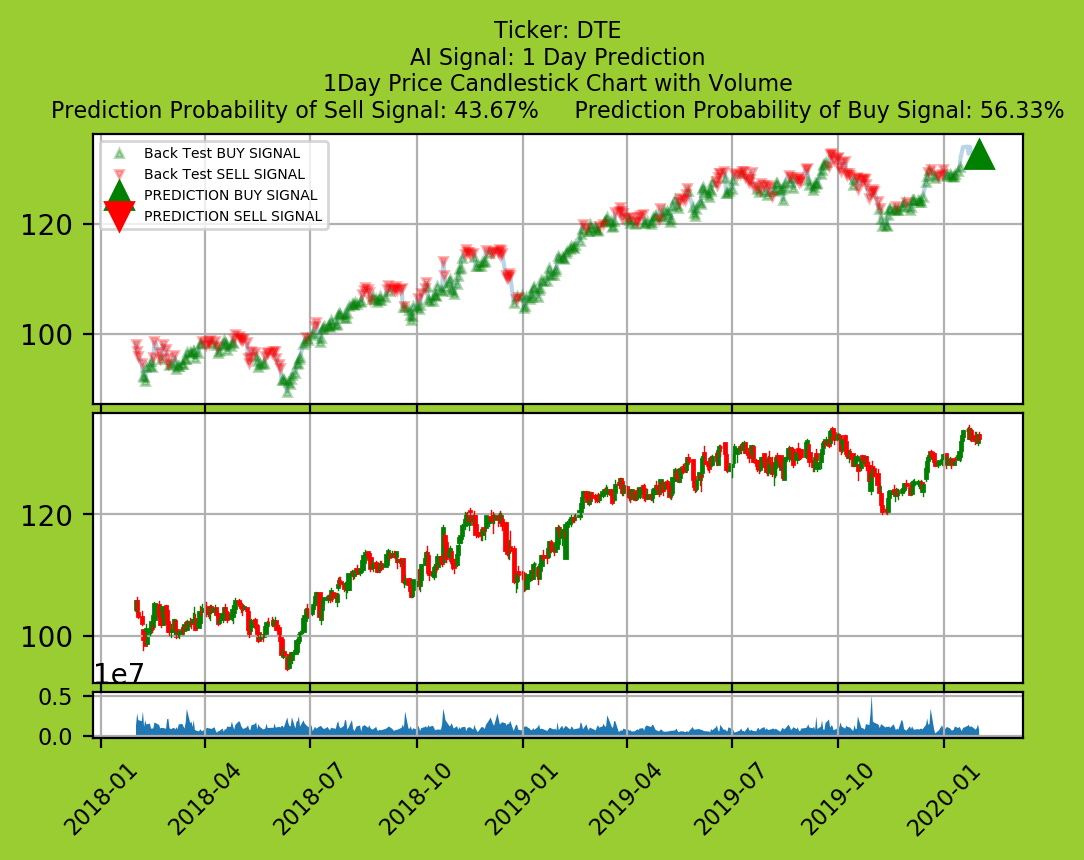 Ticker: DTE
AI Signal: 1 Day Prediction
1Day Price Candlestick Chart with Volume
Prediction Probability of Sell Signal: 43.67% Prediction Probability of Buy Signal: 56.33%
Back Test BUY SIGNAL
Back Test SELL SIGNAL
PREDICTION BUY SIGNAL
PREDICTION SELL SIGNAL
120
100
120
100
1e7
0.5
0.0
2018-01 2018-04 2018-07 2018-10 2019-01 2019-04 2019-07 2019-10 2020-01